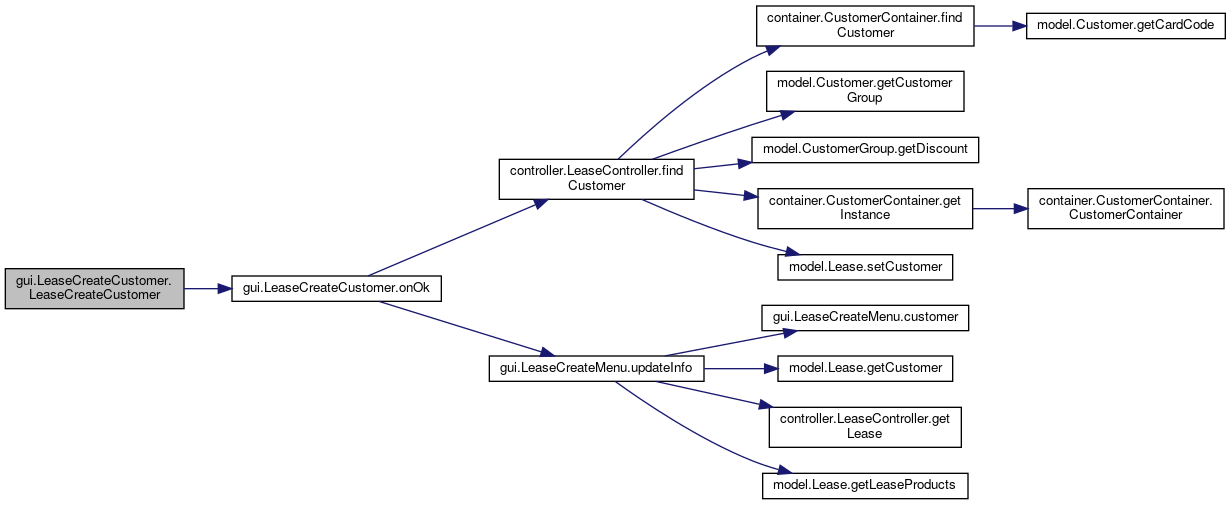 container.CustomerContainer.find
Customer
model.Customer.getCardCode
model.Customer.getCustomer
Group
model.CustomerGroup.getDiscount
controller.LeaseController.find
Customer
container.CustomerContainer.get
Instance
container.CustomerContainer.
CustomerContainer
model.Lease.setCustomer
gui.LeaseCreateCustomer.
LeaseCreateCustomer
gui.LeaseCreateCustomer.onOk
gui.LeaseCreateMenu.customer
gui.LeaseCreateMenu.updateInfo
model.Lease.getCustomer
controller.LeaseController.get
Lease
model.Lease.getLeaseProducts